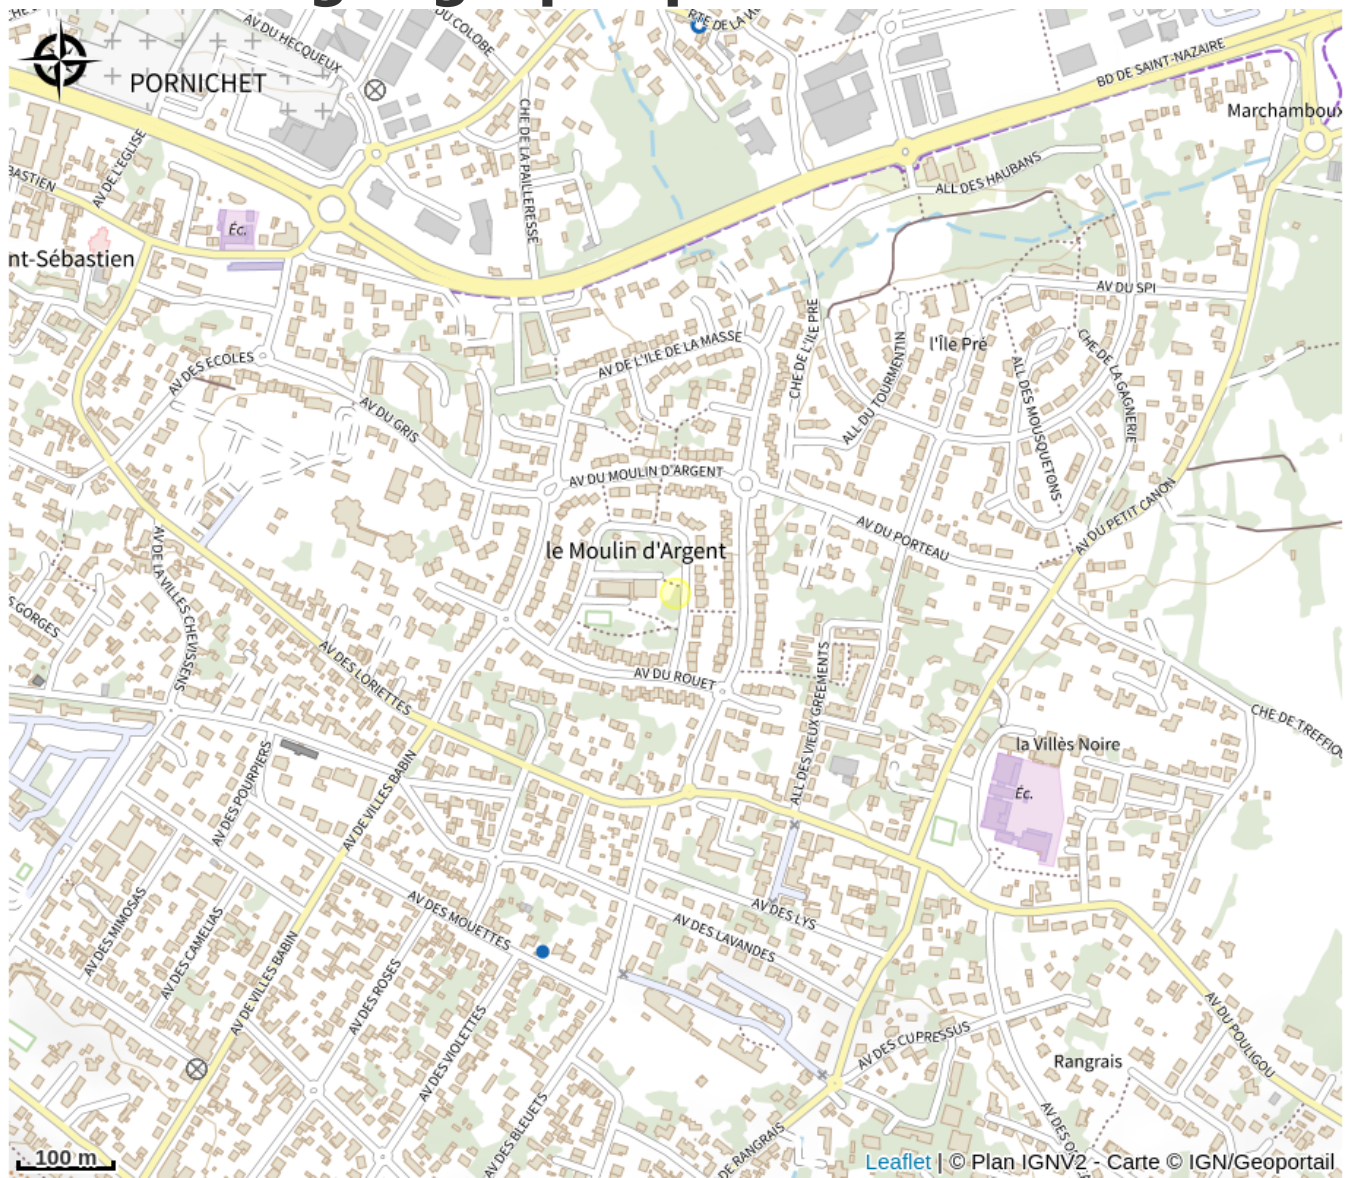 AV DU HECQUEUX
DU COLOBE
PORNICHET
BD DE SAINT-NAZAIRE
Marchamboux
AV DE L'EGLISE
CHE DE LA PAILLERESSE
BASTIEN
ALL DES HAUBANS
Éc.
nt-Sébastien
AV DU SPI
AV DE L'ILE DE LA MASSE
CHE DE L'ILE PRE
l'Île Pré
AV DES ECOLES
ALL DU TOURMENTIN
ALL DES MOUSQUETONS
CHE DE LA GAGNERIE
AV DU GRIS
AV DU MOULIN D'ARGENT
AV DU PORTEAU
AV DU PETIT CANON
le Moulin d'Argent
AV DE LA VILLES CHEVISSENS
S GORGES
AV DES LORIETTES
AV DU ROUET
ALL DES VIEUX GREEMENTS
CHE DE TREFFIO
la Villès Noire
Éc.
AV DES POURPIERS
AV DE VILLES BABIN
AV DES MIMOSAS
AV DES CAMELIAS
AV DES MOUETTES
AV DES LYS
AV DES LAVANDES
AV DE VILLES BABIN
AV DES ROSES
AV DES VIOLETTES
AV DES CUPRESSUS
AV DU POULIGOU
Rangrais
AV DES BLEUETS
DE RANGRAIS
100 m
Leaflet | © Plan IGNV2 - Carte © IGN/Geoportail